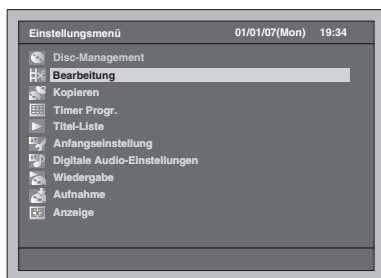 Einstellungsmenü 01/01/07(Mon) 19:34
Disc-Management
Bearbeitung
Kopieren
Timer Progr.
Titel-Liste
Anfangseinstellung
Digitale Audio-Einstellungen
Wiedergabe
Aufnahme
Anzeige